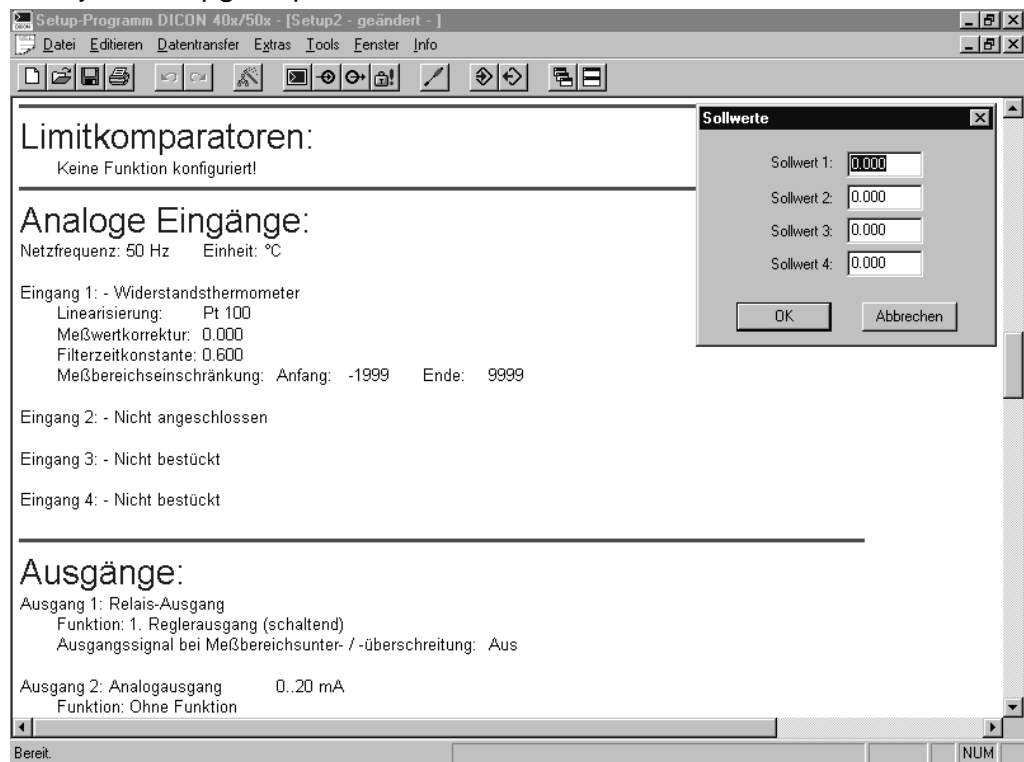 Setup-Programm DICON 40x/50x - [Setup2 - geändert - ]
Datei Editieren Datentransfer Extras Tools Fenster Info
Limitkomparatoren:
Keine Funktion konfiguriert!
Analoge Eingänge:
Netzfrequenz: 50 Hz Einheit: °C
Eingang 1: - Widerstandsthermometer
Linearisierung: Pt 100
Meßwertkorrektur: 0.000
Filterzeitkonstante: 0.600
Meßbereichseinschränkung: Anfang: -1999 Ende: 9999
Eingang 2: - Nicht angeschlossen
Eingang 3: - Nicht bestückt
Eingang 4: - Nicht bestückt
Ausgänge:
Ausgang 1: Relais-Ausgang
Funktion: 1. Reglerausgang (schaltend)
Ausgangssignal bei Meßbereichsunter- / -überschreitung: Aus
Ausgang 2: Analogausgang 0..20 mA
Funktion: Ohne Funktion
Sollwerte
Sollwert 1: 0.000
Sollwert 2: 0.000
Sollwert 3: 0.000
Sollwert 4: 0.000
OK Abbrechen
Bereit. NUM